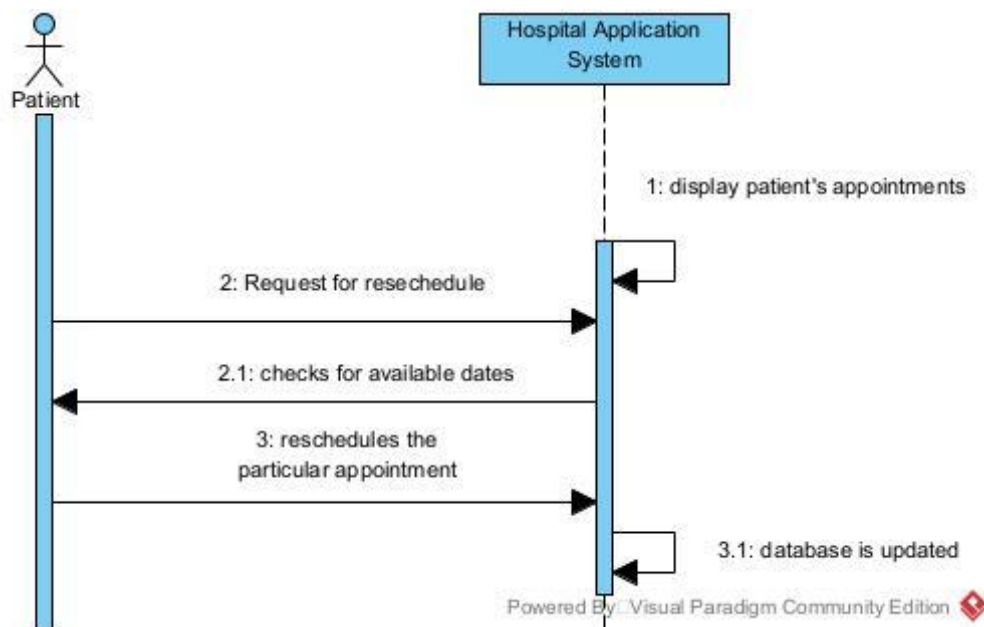 Hospital Application
System
Patient
1: display patient's appointments
2: Request for resechedule
2.1: checks for available dates
3: reschedules the
particular appointment
3.1: database is updated
Powered By Visual Paradigm Community Edition